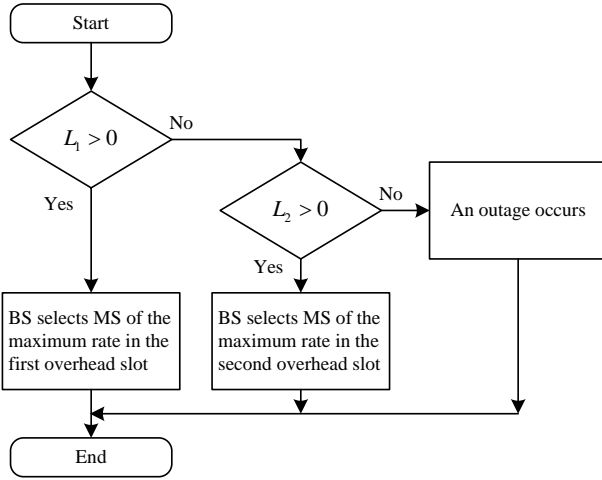 Start
L₁ > 0
No
Yes
L₂ > 0
No
An outage occurs
Yes
BS selects MS of the
maximum rate in the
first overhead slot
BS selects MS of the
maximum rate in the
second overhead slot
End